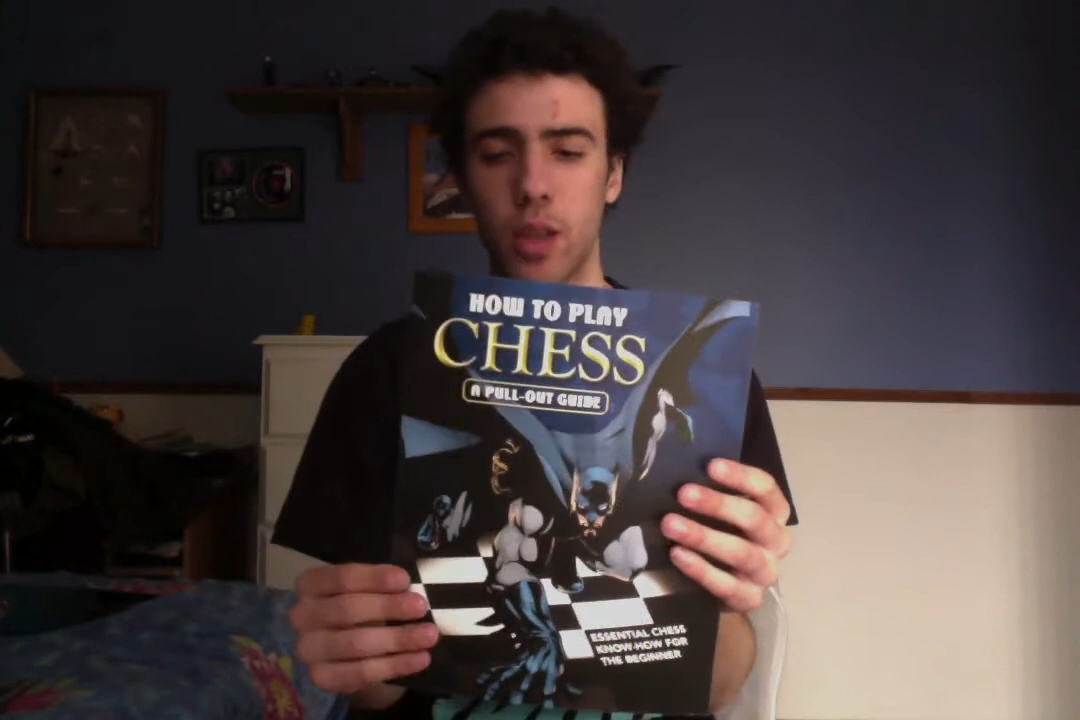 HOW TO PLAY
CHESS
A PULL-OUT GUIDE
ESSENTIAL CHESS
KNOW-HOW FOR
THE BEGINNER